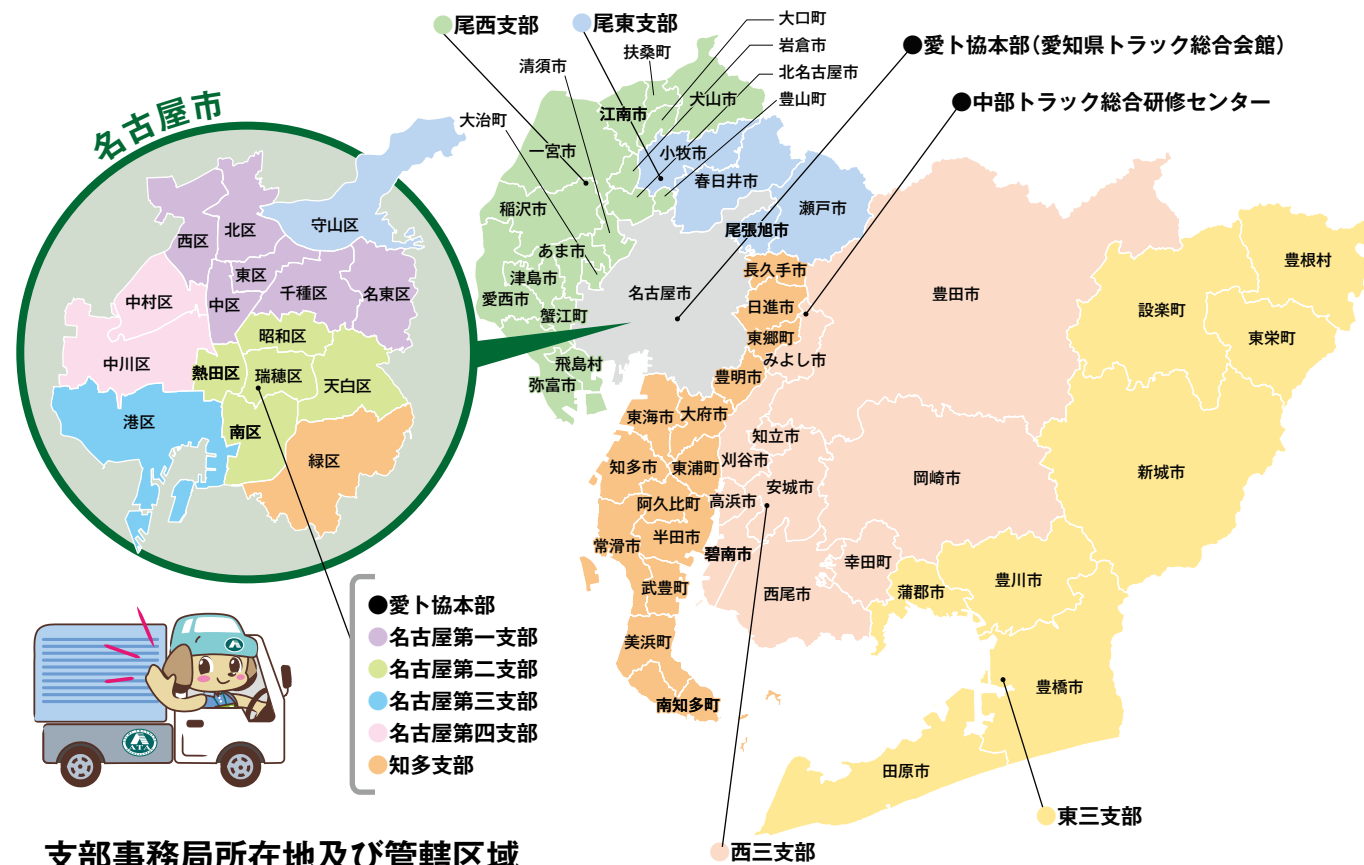 ●尾西支部
●尾東支部
大口町
岩倉市
北名古屋市
豊山町
扶桑町
清須市
大治町
●愛ト協本部(愛知県トラック総合会館)
●中部トラック総合研修センター
名古屋市
守山区
北区
西区
東区
中区
千種区
名東区
中村区
中川区
昭和区
熱田区
瑞穂区
天白区
港区
南区
緑区
犬山市
江南市
一宮市
小牧市
春日井市
瀬戸市
稲沢市
尾張旭市
あま市
津島市
愛西市
蟹江町
飛島村
弥富市
名古屋市
長久手市
日進市
東郷町
みよし市
豊明市
豊田市
設楽町
豊根村
東栄町
新城市
東海市
大府市
知多市
東浦町
阿久比町
常滑市
半田市
武豊町
美浜町
南知多町
知立市
刈谷市
安城市
高浜市
碧南市
西尾市
岡崎市
幸田町
蒲郡市
豊川市
豊橋市
田原市
●愛ト協本部
●名古屋第一支部
●名古屋第二支部
●名古屋第三支部
●名古屋第四支部
●知多支部
ATA
●東三支部
●西三支部
支部事務局所在地及び管轄区域